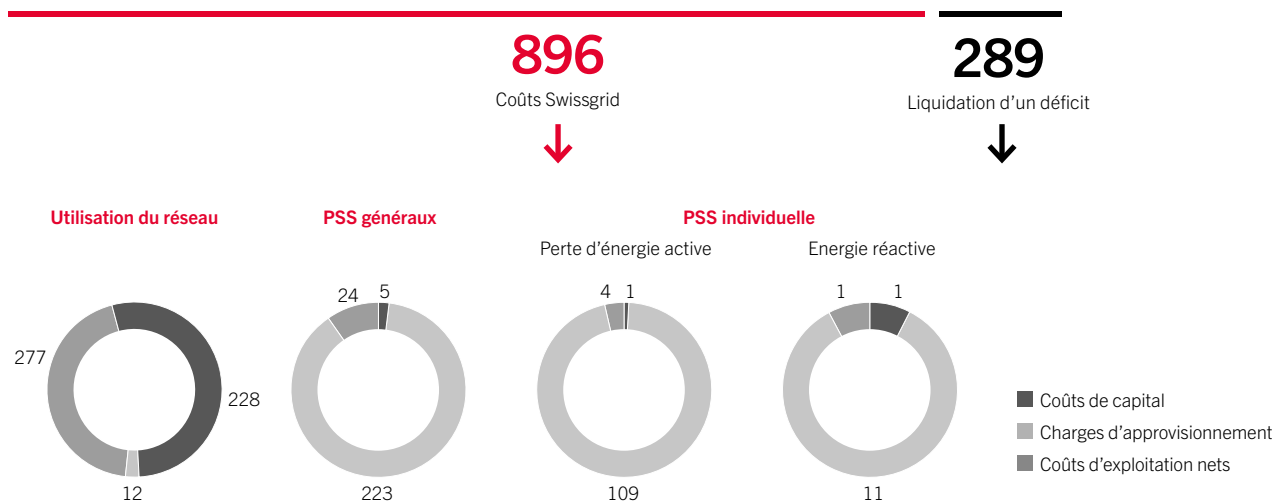 896
Coûts Swissgrid
289
Liquidation d'un déficit
Utilisation du réseau
PSS généraux
PSS individuelle
Perte d'énergie active
Energie réactive
277
228
12
24
5
223
4
1
109
1
1
11
Coûts de capital
Charges d'approvisionnement
Coûts d'exploitation nets